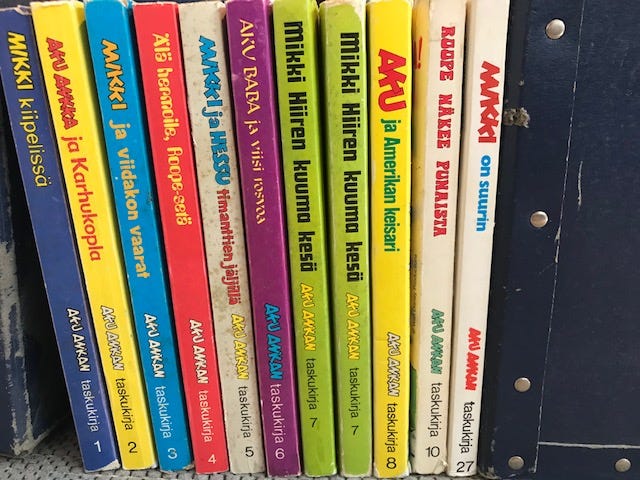 MIKKI kiipelissä AKU ANKAN taskukirja 1
AKU ANKKA ja Karhukopla AKU ANKAN taskukirja 2
MIKKI ja viidakon vaarat AKU ANKAN taskukirja 3
Älä hermoile, Roope-setä AKU ANKAN taskukirja 4
MIKKI ja HESSU timanttien jäljillä AKU ANKAN taskukirja 5
AKU BABA ja viisi rosvoa AKU ANKAN taskukirja 6
Mikki Hiiren kuuma kesä AKU ANKAN taskukirja 7
Mikki Hiiren kuuma kesä AKU ANKAN taskukirja 7
AKU ja Amerikan keisari AKU ANKAN taskukirja 8
ROOPE NÄKEE PUNAISTA AKU ANKAN taskukirja 10
MIKKI on suurin AKU ANKAN taskukirja 27